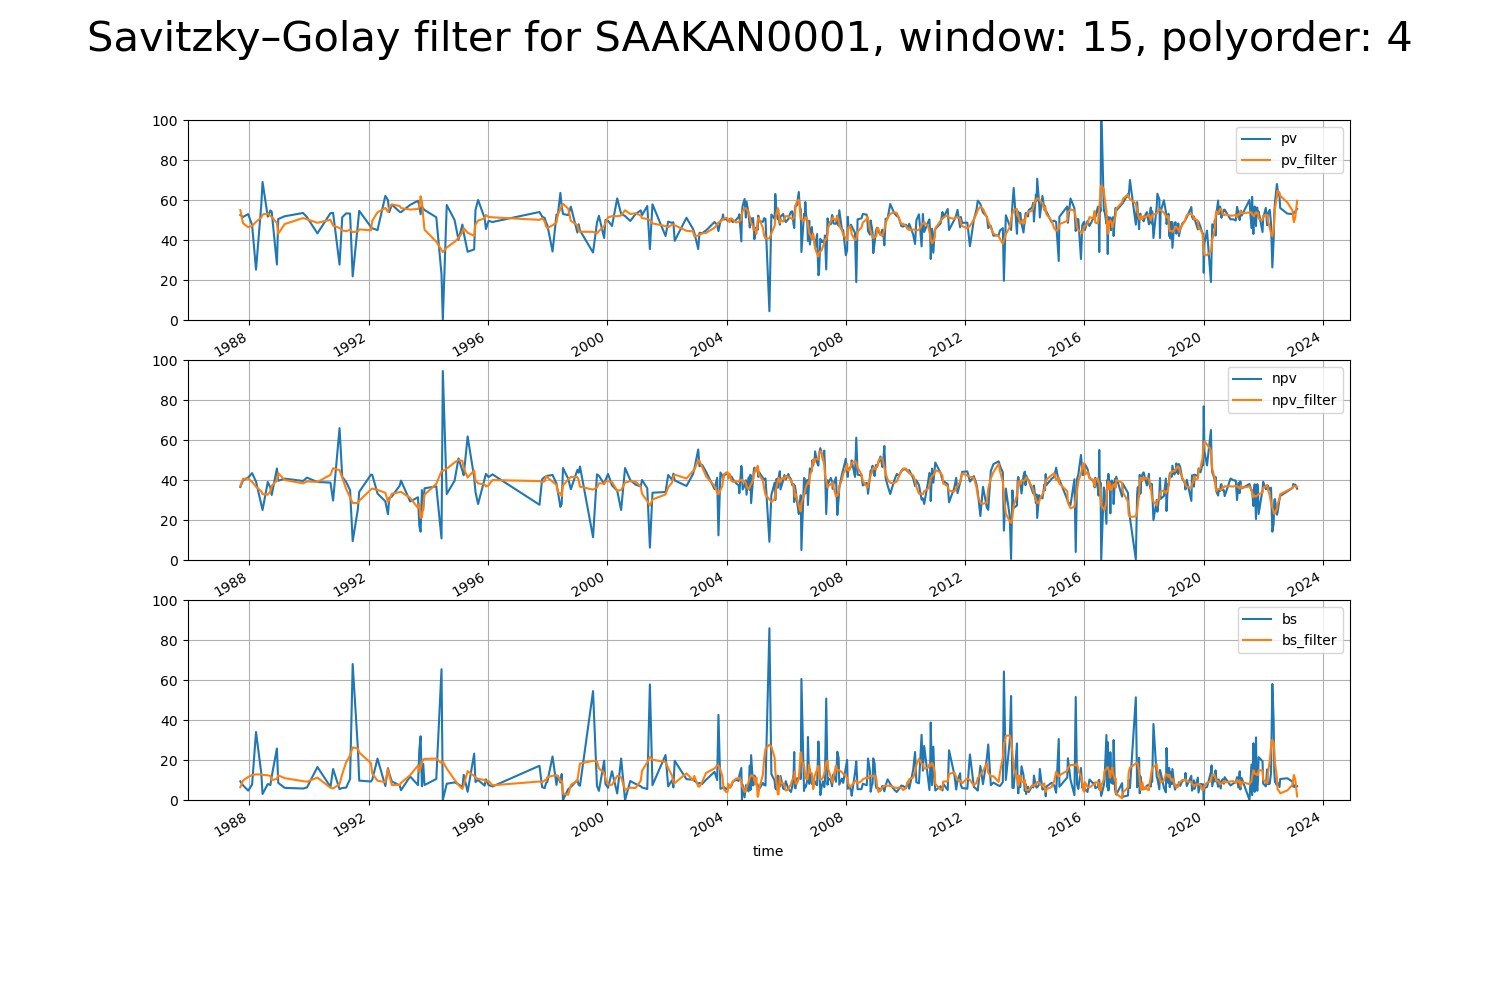 Savitzky–Golay filter for SAAKAN0001, window: 15, polyorder: 4
100
80
60
40
20
0
pv
pv_filter
1988 1992 1996 2000 2004 2008 2012 2016 2020 2024
100
80
60
40
20
0
npv
npv_filter
1988 1992 1996 2000 2004 2008 2012 2016 2020 2024
100
80
60
40
20
0
bs
bs_filter
1988 1992 1996 2000 2004 2008 2012 2016 2020 2024
time